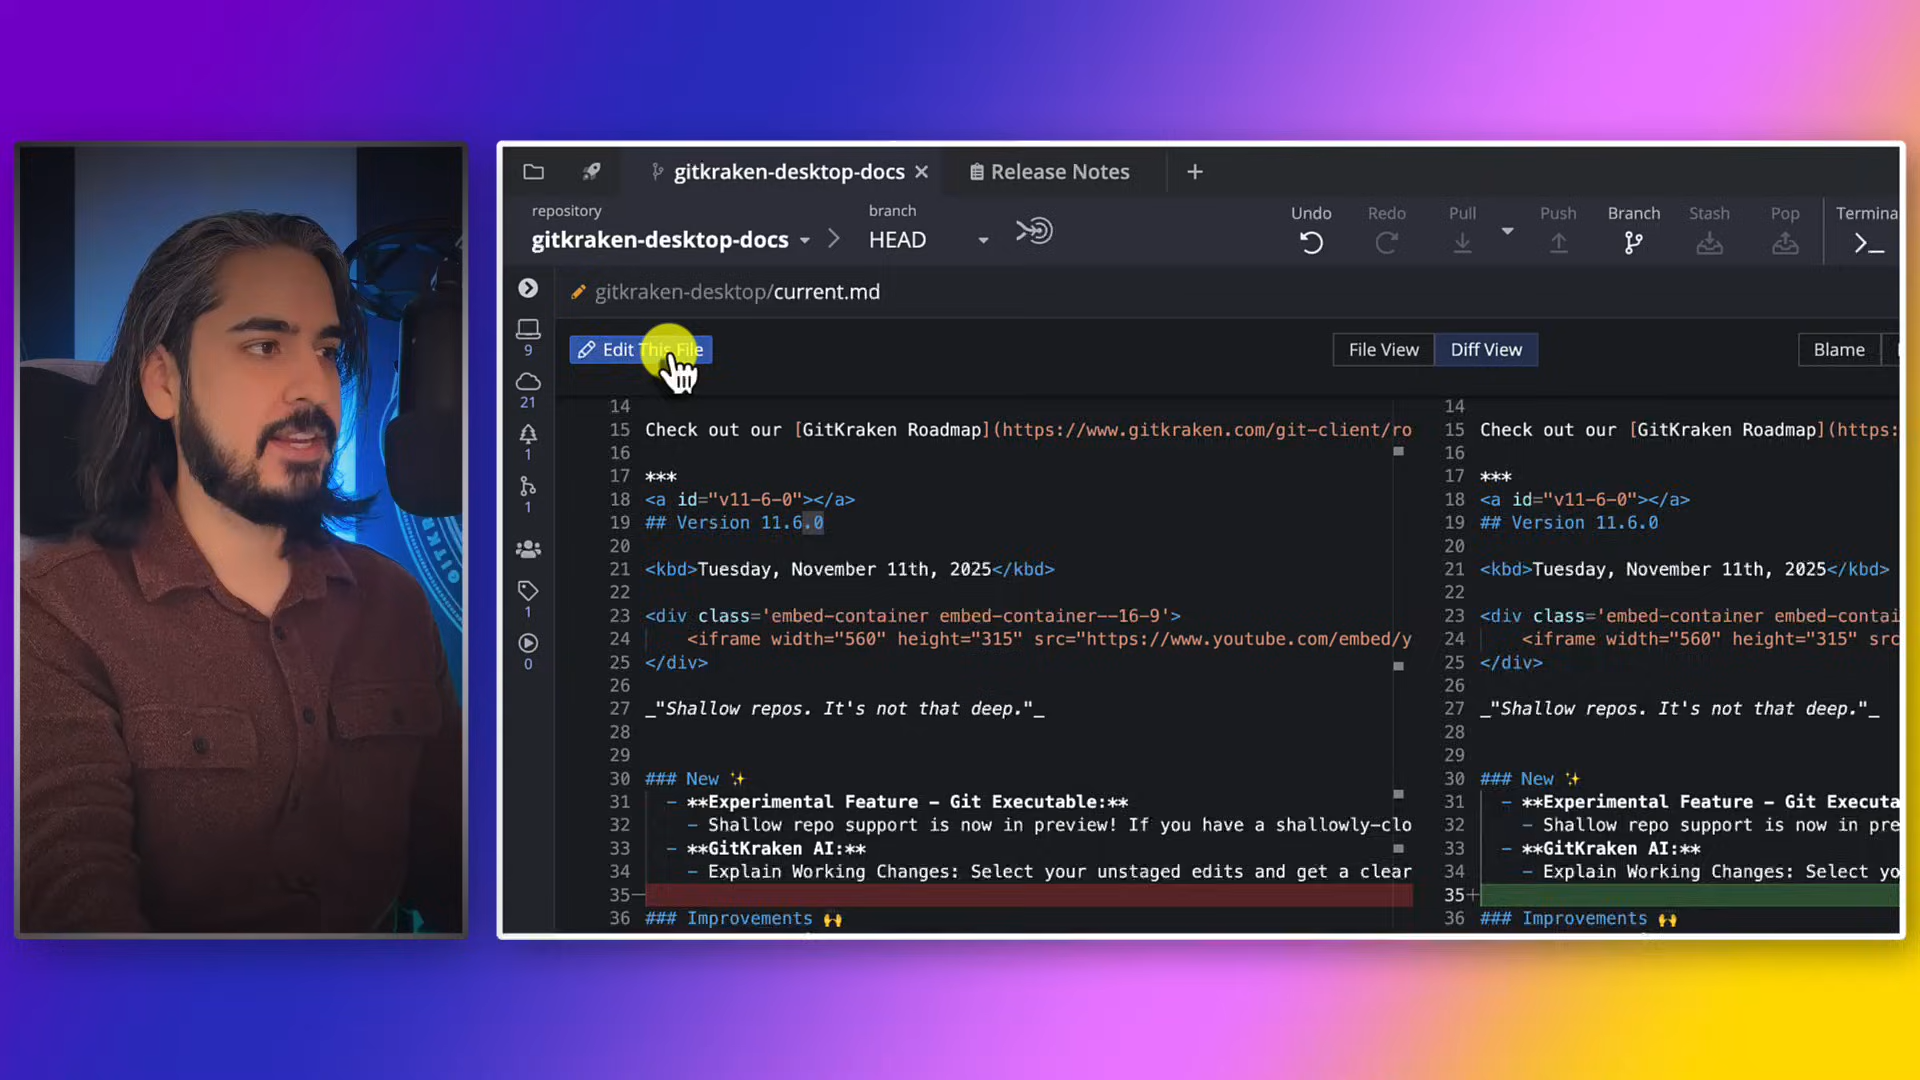 gitkraken-desktop-docs
Release Notes
repository
gitkraken-desktop-docs
branch
HEAD
Undo
Redo
Pull
Push
Branch
Stash
Pop
Termina
gitkraken-desktop/current.md
Edit This File
File View
Diff View
Blame
9
21
1
1
1
0
14
15 Check out our [GitKraken Roadmap](https://www.gitkraken.com/git-client/ro
16
17 ***
18 <a id="v11-6-0"></a>
19 ## Version 11.6.0
20
21 <kbd>Tuesday, November 11th, 2025</kbd>
22
23 <div class='embed-container embed-container--16-9'>
24 <iframe width="560" height="315" src="https://www.youtube.com/embed/y
25 </div>
26
27 _"Shallow repos. It's not that deep."_
28
29
30 ### New ✨
31 - **Experimental Feature - Git Executable:**
32 - Shallow repo support is now in preview! If you have a shallowly-clo
33 - **GitKraken AI:**
34 - Explain Working Changes: Select your unstaged edits and get a clear
35
36 ### Improvements 🙌
14
15 Check out our [GitKraken Roadmap](https:
16
17 ***
18 <a id="v11-6-0"></a>
19 ## Version 11.6.0
20
21 <kbd>Tuesday, November 11th, 2025</kbd>
22
23 <div class='embed-container embed-contai
24 <iframe width="560" height="315" src
25 </div>
26
27 _"Shallow repos. It's not that deep."_
28
29
30 ### New ✨
31 - **Experimental Feature - Git Executa
32 - Shallow repo support is now in pre
33 - **GitKraken AI:**
34 - Explain Working Changes: Select yo
35
36 ### Improvements 🙌